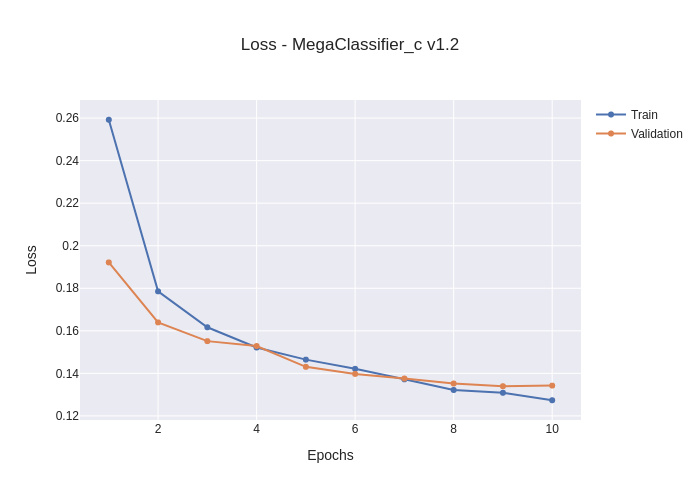 Loss - MegaClassifier_c v1.2
Train
Validation
0.26
0.24
0.22
0.2
0.18
0.16
0.14
0.12
Loss
2 4 6 8 10
Epochs